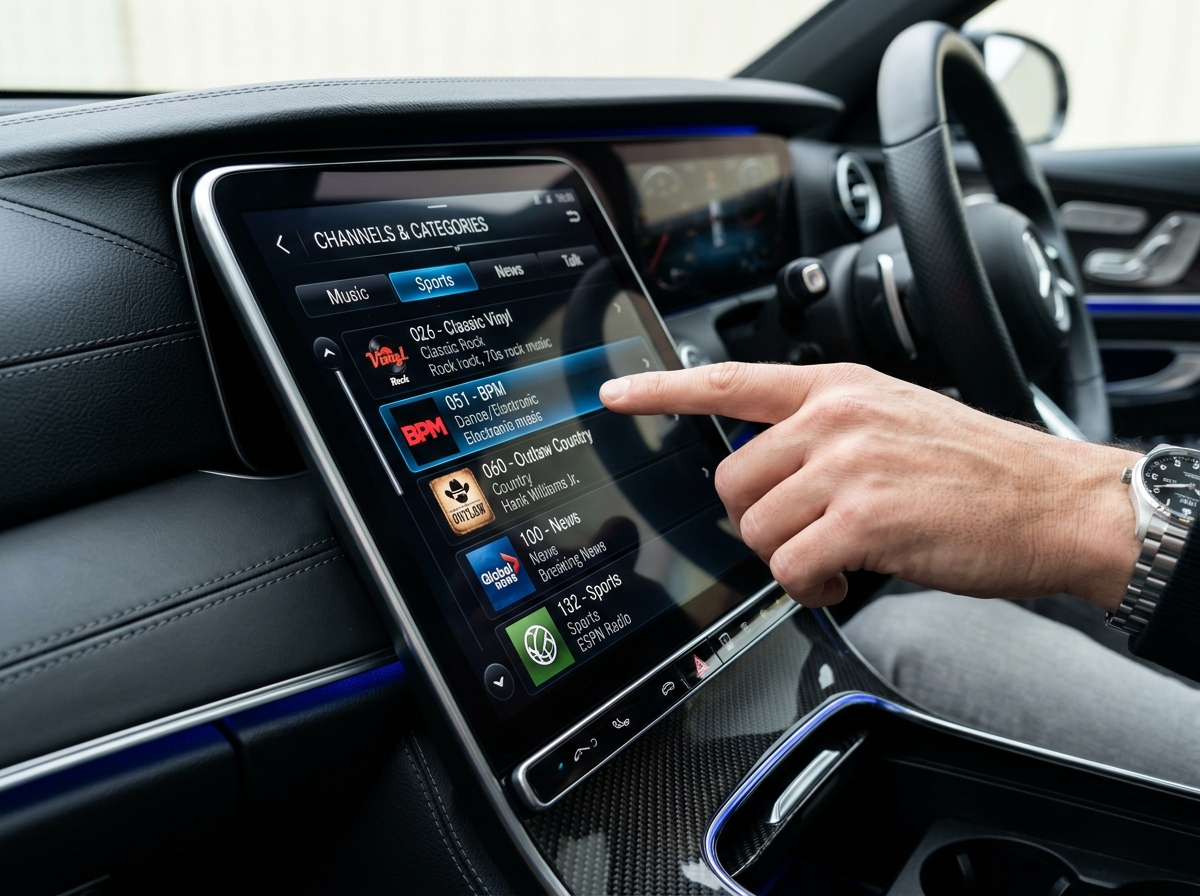 CHANNELS & CATEGORIES
Music
Sports
News
Talk
Vinyl
Rock
026 - Classic Vinyl
Classic Rock
70s rock music
BPM
051 - BPM
Dance/Electronic
Electronic music
OUTLAW
060 - Outlaw Country
Country
Hank Williams Jr.
Global
100 - News
News
Breaking News
132 - Sports
Sports
ESPN Radio